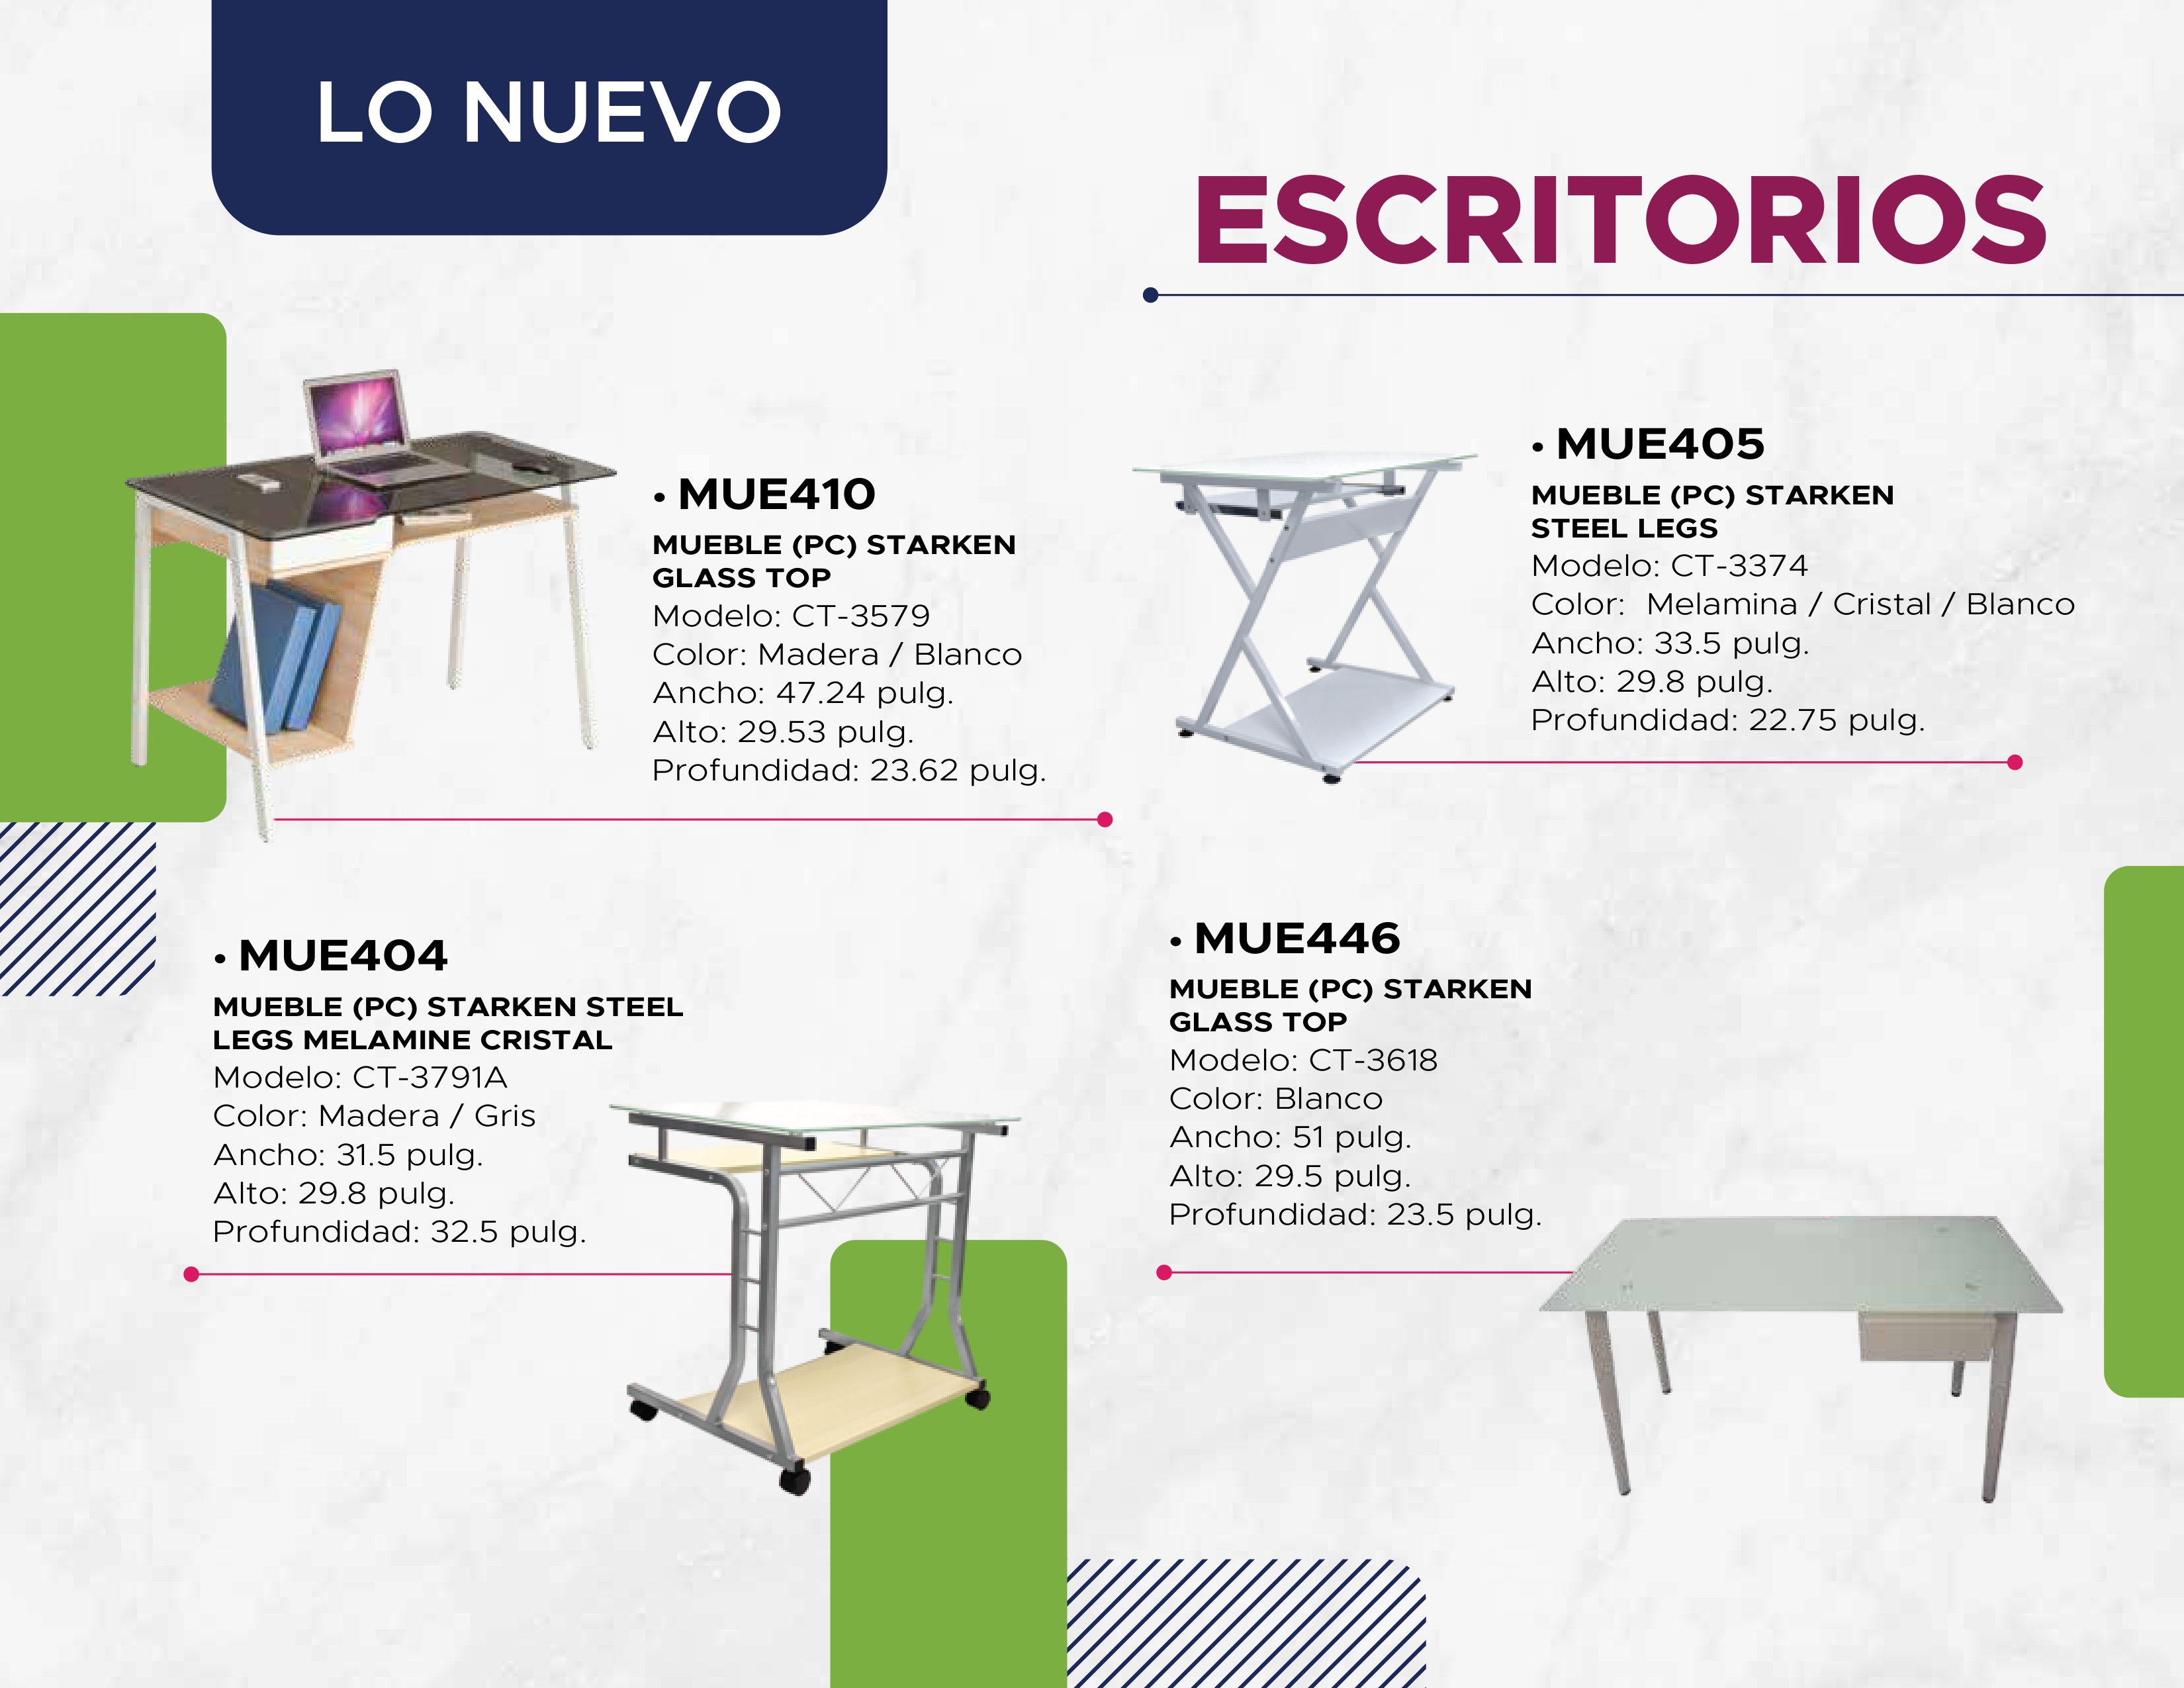 LO NUEVO
ESCRITORIOS
• MUE410
MUEBLE (PC) STARKEN
GLASS TOP
Modelo: CT-3579
Color: Madera / Blanco
Ancho: 47.24 pulg.
Alto: 29.53 pulg.
Profundidad: 23.62 pulg.
• MUE405
MUEBLE (PC) STARKEN
STEEL LEGS
Modelo: CT-3374
Color:  Melamina / Cristal / Blanco
Ancho: 33.5 pulg.
Alto: 29.8 pulg.
Profundidad: 22.75 pulg.
• MUE404
MUEBLE (PC) STARKEN STEEL
LEGS MELAMINE CRISTAL
Modelo: CT-3791A
Color: Madera / Gris
Ancho: 31.5 pulg.
Alto: 29.8 pulg.
Profundidad: 32.5 pulg.
• MUE446
MUEBLE (PC) STARKEN
GLASS TOP
Modelo: CT-3618
Color: Blanco
Ancho: 51 pulg.
Alto: 29.5 pulg.
Profundidad: 23.5 pulg.